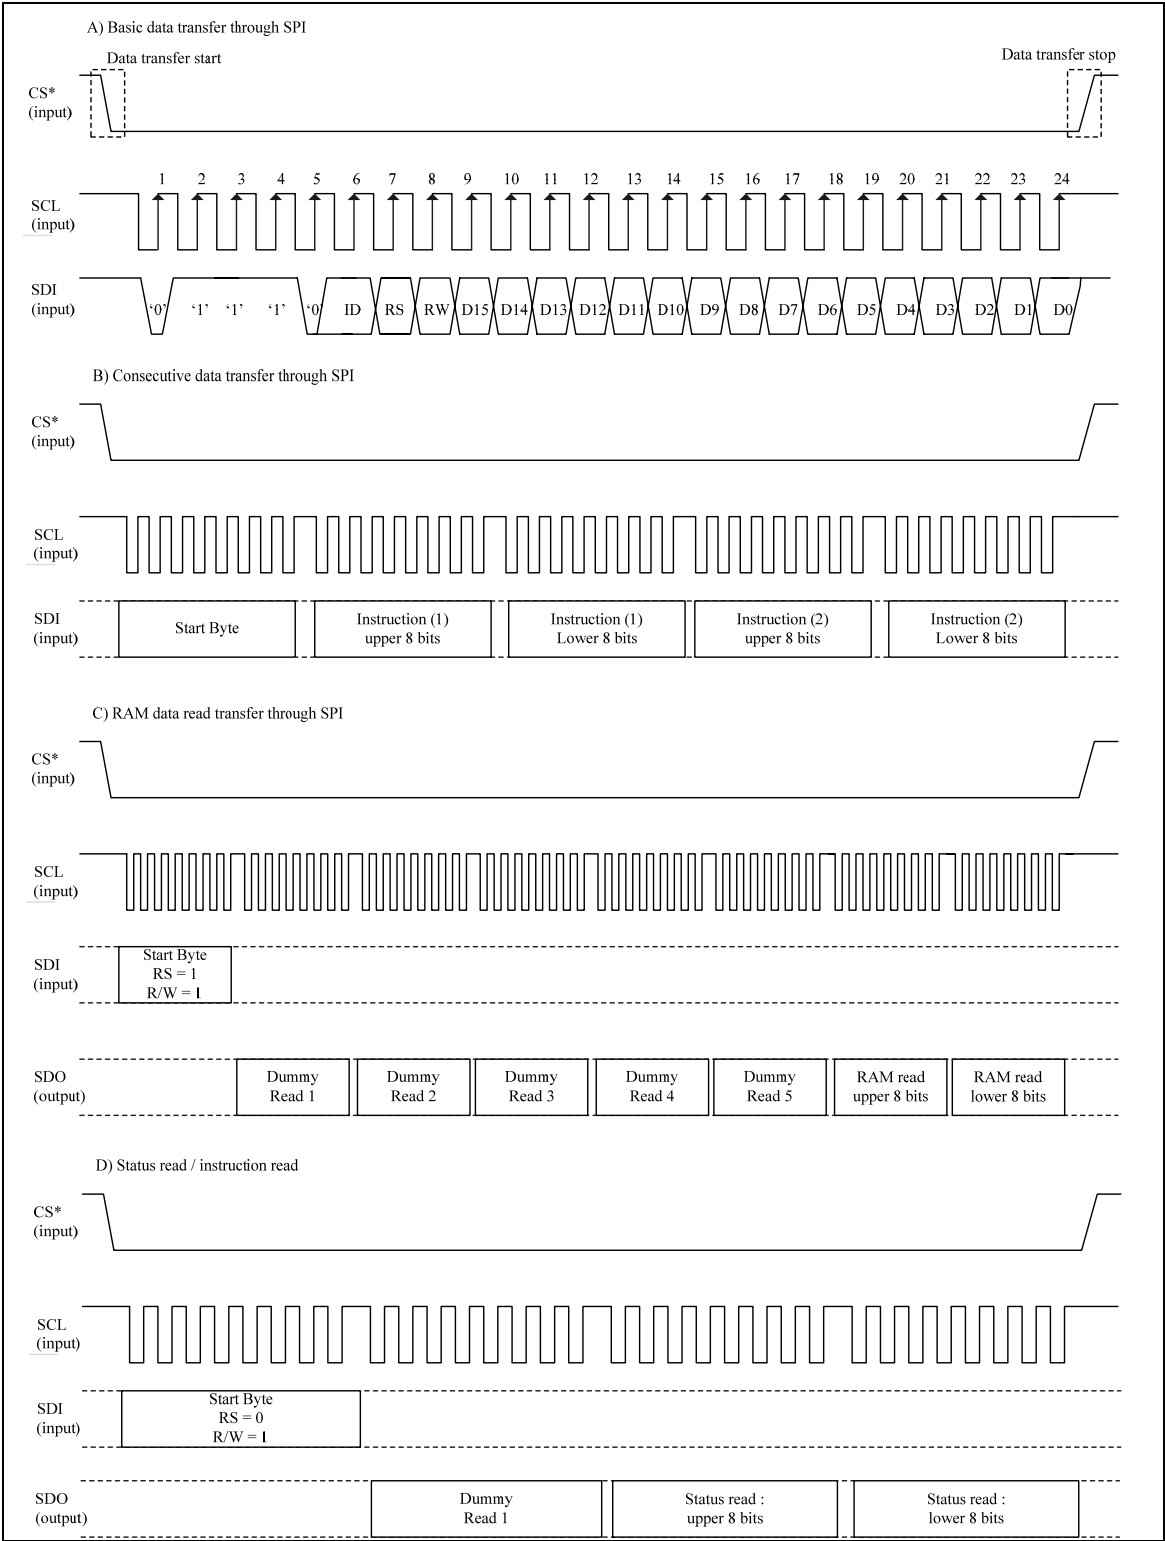 A) Basic data transfer through SPI
Data transfer start
Data transfer stop
CS*
(input)
1 2 3 4 5 6 7 8 9 10 11 12 13 14 15 16 17 18 19 20 21 22 23 24
SCL
(input)
SDI
(input)
'0' '1' '1' '1' '0 ID RS RW D15 D14 D13 D12 D11 D10 D9 D8 D7 D6 D5 D4 D3 D2 D1 D0
B) Consecutive data transfer through SPI
CS*
(input)
SCL
(input)
SDI
(input)
Start Byte
Instruction (1)
upper 8 bits
Instruction (1)
Lower 8 bits
Instruction (2)
upper 8 bits
Instruction (2)
Lower 8 bits
C) RAM data read transfer through SPI
CS*
(input)
SCL
(input)
SDI
(input)
Start Byte
RS = 1
R/W = 1
SDO
(output)
Dummy
Read 1
Dummy
Read 2
Dummy
Read 3
Dummy
Read 4
Dummy
Read 5
RAM read
upper 8 bits
RAM read
lower 8 bits
D) Status read / instruction read
CS*
(input)
SCL
(input)
SDI
(input)
Start Byte
RS = 0
R/W = 1
SDO
(output)
Dummy
Read 1
Status read :
upper 8 bits
Status read :
lower 8 bits